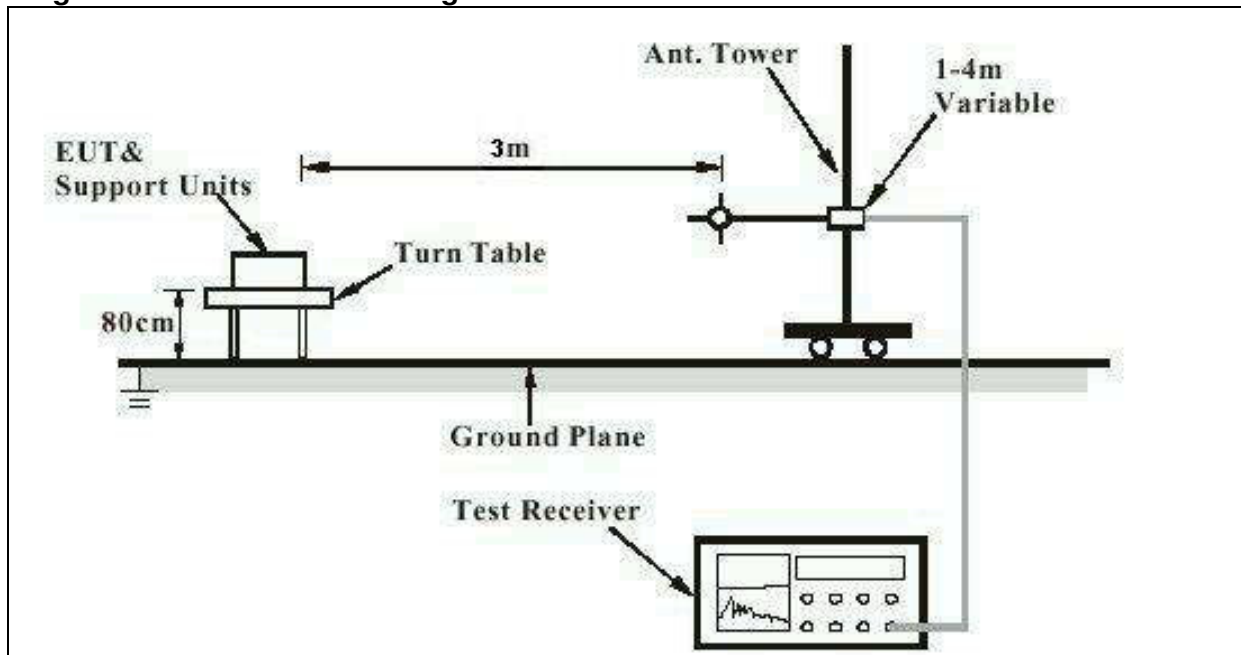 Ant. Tower
1-4m
Variable
3m
EUT&
Support Units
Turn Table
80cm
Ground Plane
Test Receiver